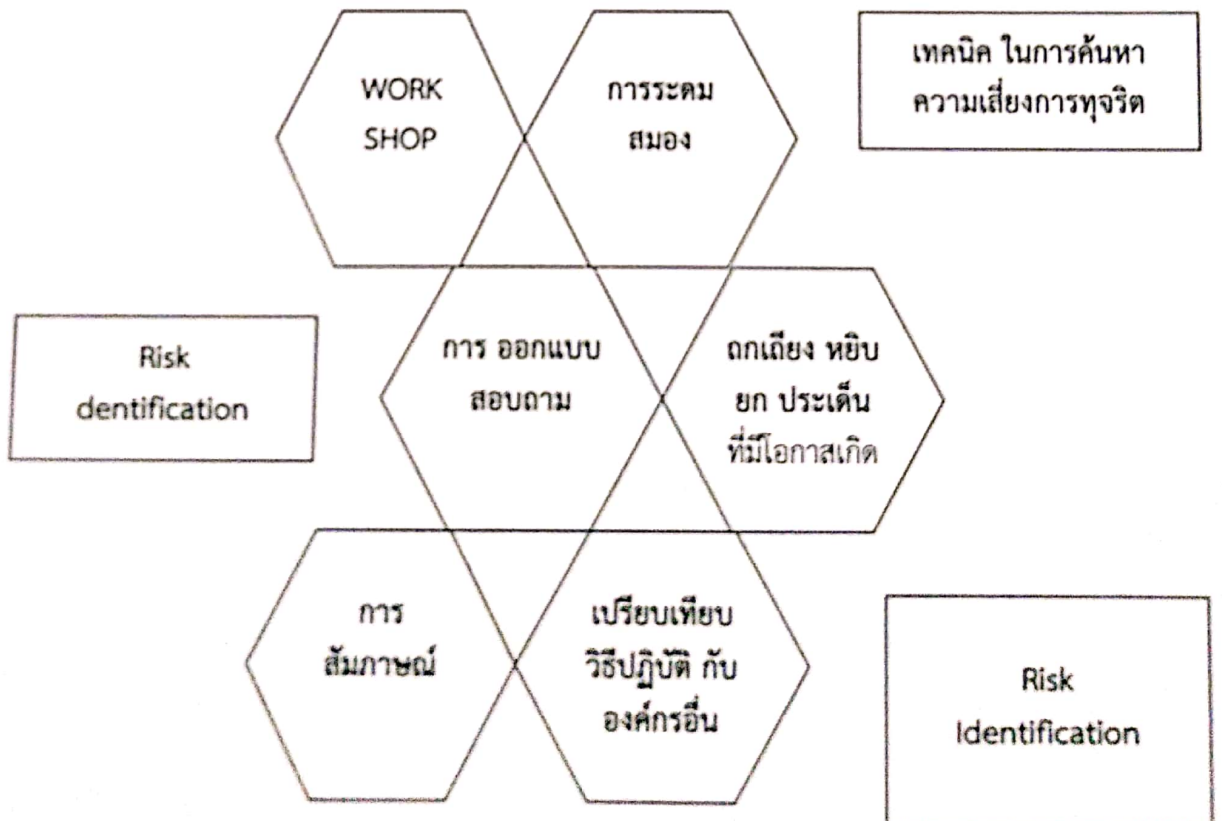 WORK
SHOP
การระดม
สมอง
เทคนิค ในการค้นหา
ความเสี่ยงการทุจริต
Risk
dentification
การ ออกแบบ
สอบถาม
ถกเถียง หยิบ
ยก ประเด็น
ที่มีโอกาสเกิด
การ
สัมภาษณ์
เปรียบเทียบ
วิธีปฏิบัติ กับ
องค์กรอื่น
Risk
Identification